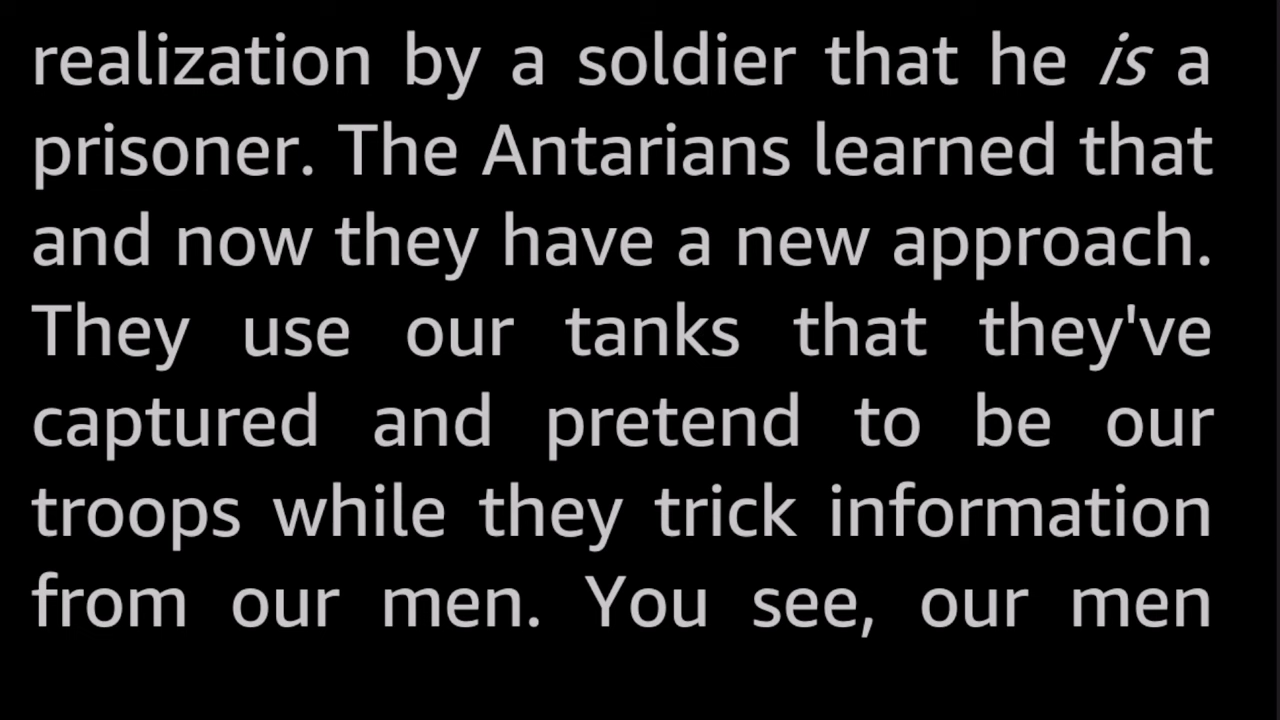 realization by a soldier that he is a
prisoner. The Antarians learned that
and now they have a new approach.
They use our tanks that they've
captured and pretend to be our
troops while they trick information
from our men. You see, our men